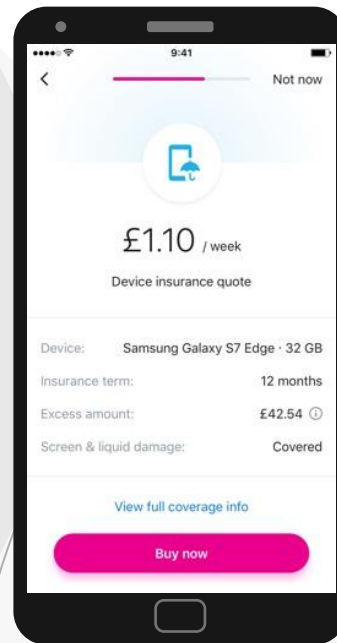 9:41
Not now
£1.10 / week
Device insurance quote
Device: Samsung Galaxy S7 Edge · 32 GB
Insurance term: 12 months
Excess amount: £42.54
Screen & liquid damage: Covered
View full coverage info
Buy now